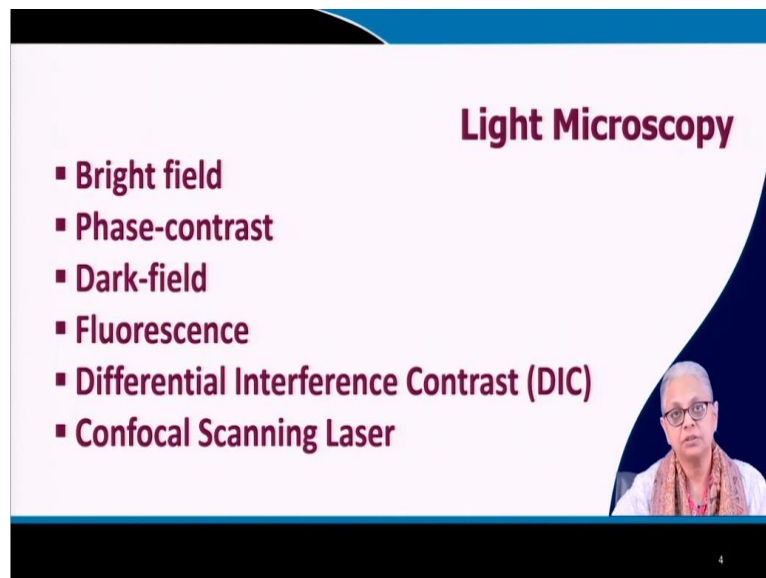 Light Microscopy
▪ Bright field
▪ Phase-contrast
▪ Dark-field
▪ Fluorescence
▪ Differential Interference Contrast (DIC)
▪ Confocal Scanning Laser
4